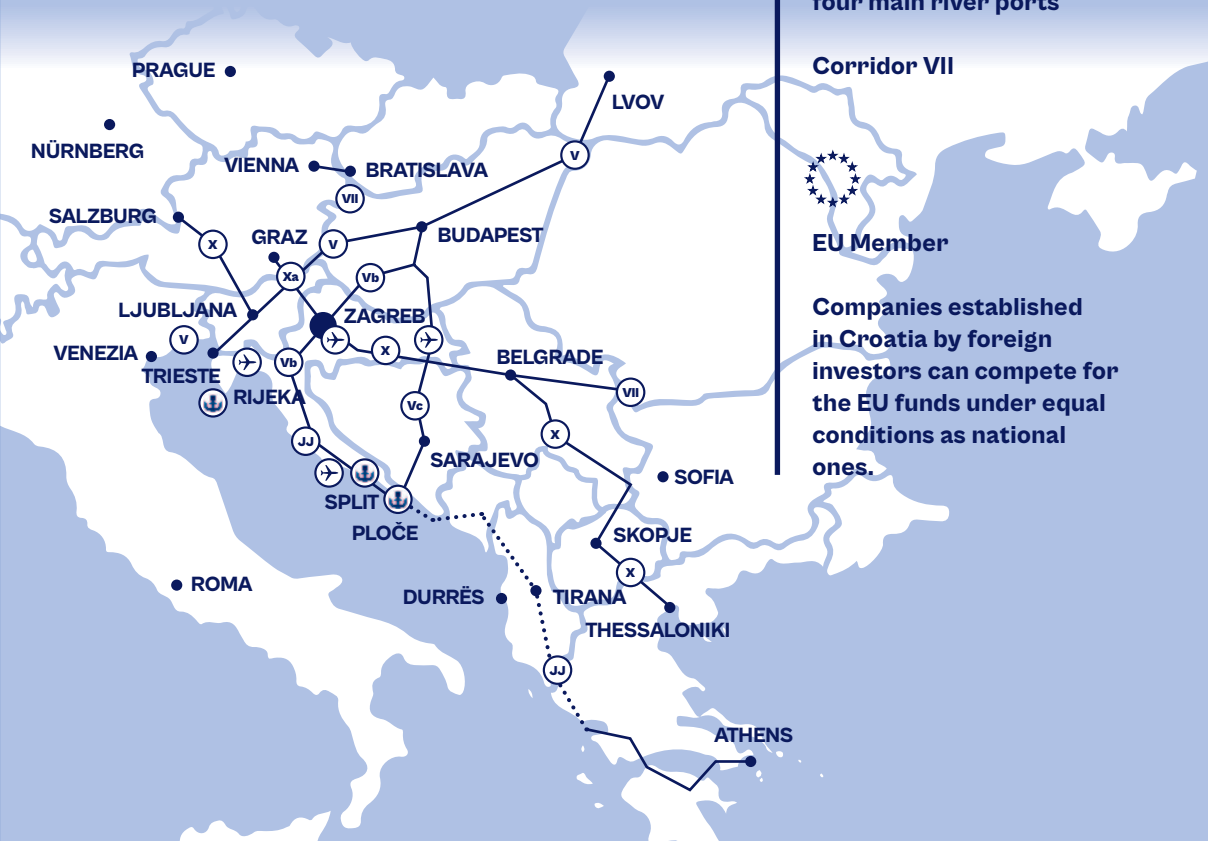 four main river ports
Corridor VII
PRAGUE
LVOV
NÜRNBERG
V
VIENNA
BRATISLAVA
VII
SALZBURG
GRAZ
X
V
BUDAPEST
EU Member
Xa
Vb
LJUBLJANA
ZAGREB
V
VENEZIA
X
BELGRADE
TRIESTE
Vb
VII
RIJEKA
Vc
JJ
X
SARAJEVO
SOFIA
SPLIT
PLOČE
SKOPJE
X
ROMA
DURRËS
TIRANA
THESSALONIKI
JJ
ATHENS
Companies established
in Croatia by foreign
investors can compete for
the EU funds under equal
conditions as national
ones.